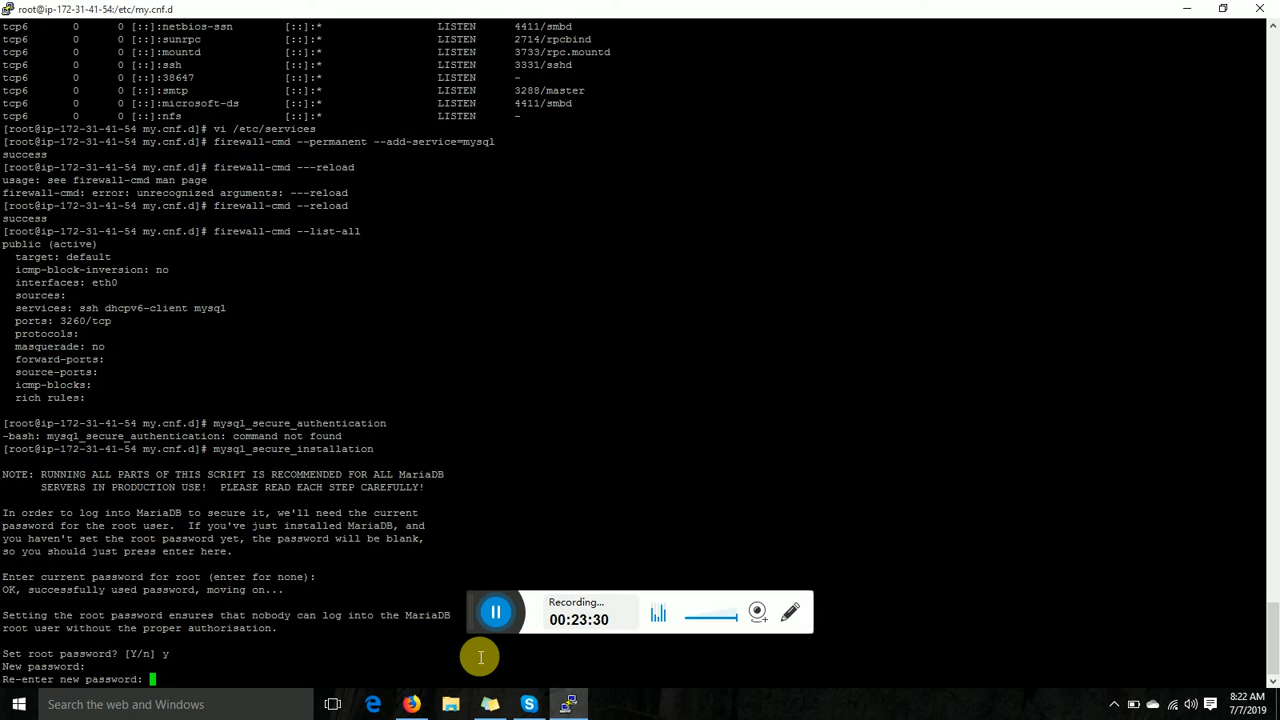 root@ip-172-31-41-54:/etc/my.cnf.d
tcp6 0 0 [::]:netbios-ssn [::]:* LISTEN 4411/smbd
tcp6 0 0 [::]:sunrpc [::]:* LISTEN 2714/rpcbind
tcp6 0 0 [::]:mountd [::]:* LISTEN 3733/rpc.mountd
tcp6 0 0 [::]:ssh [::]:* LISTEN 3331/sshd
tcp6 0 0 [::]:38647 [::]:* LISTEN -
tcp6 0 0 [::]:smtp [::]:* LISTEN 3288/master
tcp6 0 0 [::]:microsoft-ds [::]:* LISTEN 4411/smbd
tcp6 0 0 [::]:nfs [::]:* LISTEN -
[root@ip-172-31-41-54 my.cnf.d]# vi /etc/services
[root@ip-172-31-41-54 my.cnf.d]# firewall-cmd --permanent --add-service=mysql
success
[root@ip-172-31-41-54 my.cnf.d]# firewall-cmd ---reload
usage: see firewall-cmd man page
firewall-cmd: error: unrecognized arguments: ---reload
[root@ip-172-31-41-54 my.cnf.d]# firewall-cmd --reload
success
[root@ip-172-31-41-54 my.cnf.d]# firewall-cmd --list-all
public (active)
target: default
icmp-block-inversion: no
interfaces: eth0
sources:
services: ssh dhcpv6-client mysql
ports: 3260/tcp
protocols:
masquerade: no
forward-ports:
source-ports:
icmp-blocks:
rich rules:
[root@ip-172-31-41-54 my.cnf.d]# mysql_secure_authentication
-bash: mysql_secure_authentication: command not found
[root@ip-172-31-41-54 my.cnf.d]# mysql_secure_installation
NOTE: RUNNING ALL PARTS OF THIS SCRIPT IS RECOMMENDED FOR ALL MariaDB
SERVERS IN PRODUCTION USE! PLEASE READ EACH STEP CAREFULLY!
In order to log into MariaDB to secure it, we'll need the current
password for the root user. If you've just installed MariaDB, and
you haven't set the root password yet, the password will be blank,
so you should just press enter here.
Enter current password for root (enter for none):
OK, successfully used password, moving on...
Setting the root password ensures that nobody can log into the MariaDB
root user without the proper authorisation.
Set root password? [Y/n] y
New password:
Re-enter new password:
Recording...
00:23:30
Search the web and Windows
8:22 AM
7/7/2019